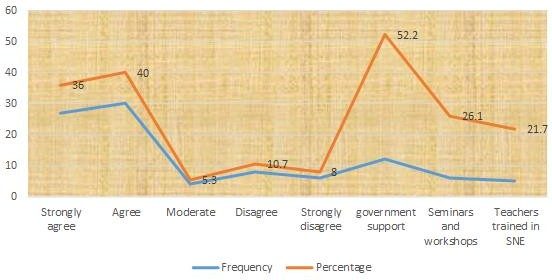 60
50
40
30
20
10
0
36
40
5.3
10.7
8
52.2
26.1
21.7
Strongly agree
Agree
Moderate
Disagree
Strongly disagree
government support
Seminars and workshops
Teachers trained in SNE
Frequency
Percentage